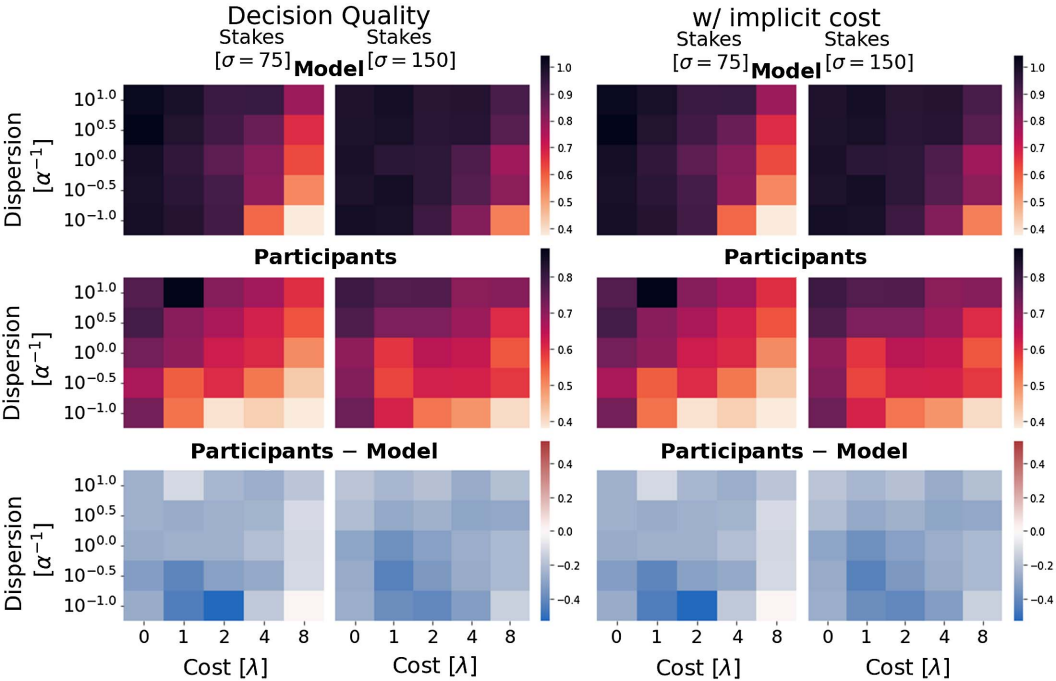 Decision Quality
w/ implicit cost
Stakes
[σ = 75]
Stakes
[σ = 150]
Stakes
[σ = 75]
Stakes
[σ = 150]
Model
Model
Dispersion
[α⁻¹]
10^1.0
10^0.5
10^0.0
10^−0.5
10^−1.0
1.0
0.9
0.8
0.7
0.6
0.5
0.4
1.0
0.9
0.8
0.7
0.6
0.5
0.4
Participants
Participants
Dispersion
[α⁻¹]
10^1.0
10^0.5
10^0.0
10^−0.5
10^−1.0
0.8
0.7
0.6
0.5
0.4
0.8
0.7
0.6
0.5
0.4
Participants − Model
Participants − Model
Dispersion
[α⁻¹]
10^1.0
10^0.5
10^0.0
10^−0.5
10^−1.0
0.4
0.2
0.0
−0.2
−0.4
0.4
0.2
0.0
−0.2
−0.4
0 1 2 4 8
0 1 2 4 8
0 1 2 4 8
0 1 2 4 8
Cost [λ]
Cost [λ]
Cost [λ]
Cost [λ]